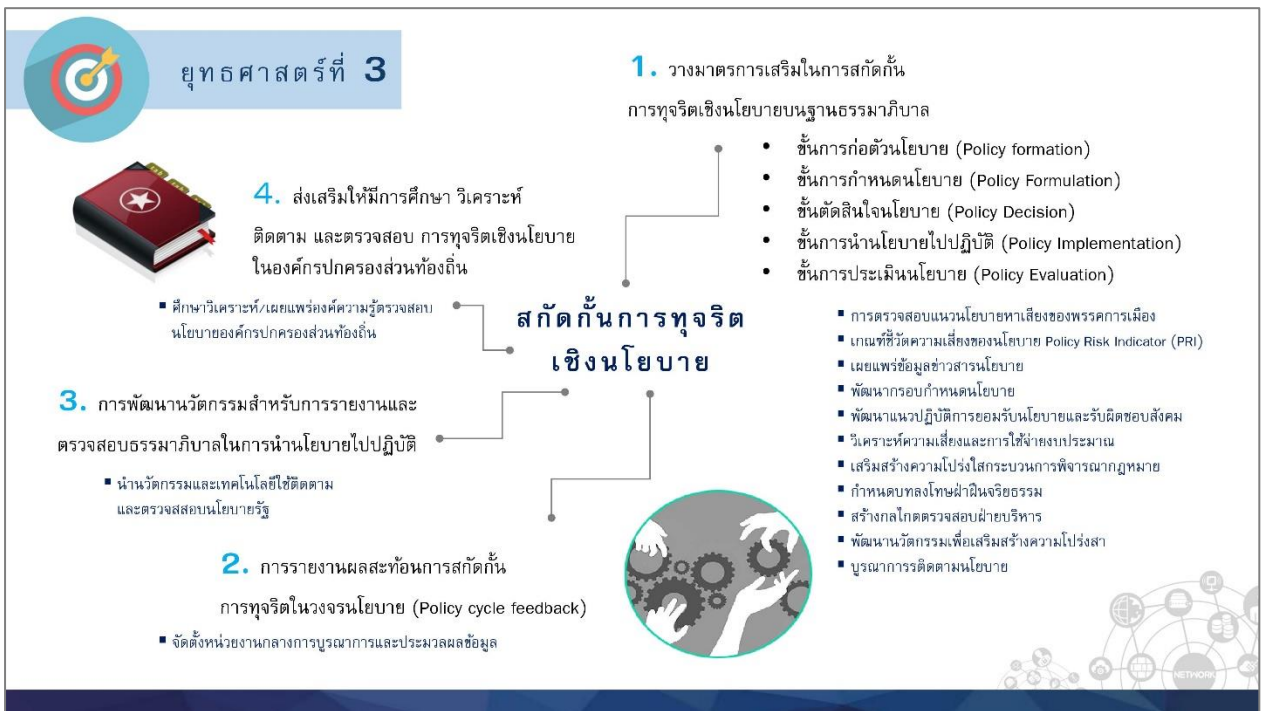 ยุทธศาสตร์ที่ 3
1. วางมาตรการเสริมในการสกัดกั้น
การทุจริตเชิงนโยบายบนฐานธรรมาภิบาล
• ขั้นการก่อตัวนโยบาย (Policy formation)
• ขั้นการกำหนดนโยบาย (Policy Formulation)
• ขั้นตัดสินใจนโยบาย (Policy Decision)
• ขั้นการนำนโยบายไปปฏิบัติ (Policy Implementation)
• ขั้นการประเมินนโยบาย (Policy Evaluation)
▪ การตรวจสอบแนวนโยบายหาเสียงของพรรคการเมือง
▪ เกณฑ์ชี้วัดความเสี่ยงของนโยบาย Policy Risk Indicator (PRI)
▪ เผยแพร่ข้อมูลข่าวสารนโยบาย
▪ พัฒนากรอบกำหนดนโยบาย
▪ พัฒนาแนวปฏิบัติการยอมรับนโยบายและรับผิดชอบสังคม
▪ วิเคราะห์ความเสี่ยงและการใช้จ่ายงบประมาณ
▪ เสริมสร้างความโปร่งใสกระบวนการพิจารณากฎหมาย
▪ กำหนดบทลงโทษฝ่าฝืนจริยธรรม
▪ สร้างกลไกตตรวจสอบฝ่ายบริหาร
▪ พัฒนานวัตกรรมเพื่อเสริมสร้างความโปร่งสา
▪ บูรณาการรติดตามนโยบาย
สกัดกั้นการทุจริต
เชิงนโยบาย
4. ส่งเสริมให้มีการศึกษา วิเคราะห์
ติดตาม และตรวจสอบ การทุจริตเชิงนโยบาย
ในองค์กรปกครองส่วนท้องถิ่น
▪ ศึกษาวิเคราะห์/เผยแพร่องค์ความรู้ตรวจสอบ
นโยบายองค์กรปกครองส่วนท้องถิ่น
3. การพัฒนานวัตกรรมสำหรับการรายงานและ
ตรวจสอบธรรมาภิบาลในการนำนโยบายไปปฏิบัติ
▪ นำนวัตกรรมและเทคโนโลยีใช้ติดตาม
และตรวจสสอบนโยบายรัฐ
2. การรายงานผลสะท้อนการสกัดกั้น
การทุจริตในวงจรนโยบาย (Policy cycle feedback)
▪ จัดตั้งหน่วยงานกลางการบูรณาการและประมวลผลข้อมูล
NETWORK